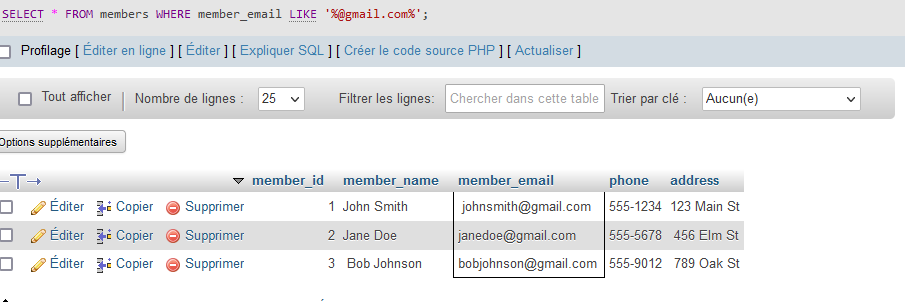 SELECT * FROM members WHERE member_email LIKE '%@gmail.com%';
Profilage [ Éditer en ligne ] [ Éditer ] [ Expliquer SQL ] [ Créer le code source PHP ] [ Actualiser ]
Tout afficher Nombre de lignes : 25 Filtrer les lignes: Chercher dans cette table Trier par clé : Aucun(e)
Options supplémentaires
←T→ member_id member_name member_email phone address
Éditer Copier Supprimer 1 John Smith johnsmith@gmail.com 555-1234 123 Main St
Éditer Copier Supprimer 2 Jane Doe janedoe@gmail.com 555-5678 456 Elm St
Éditer Copier Supprimer 3 Bob Johnson bobjohnson@gmail.com 555-9012 789 Oak St